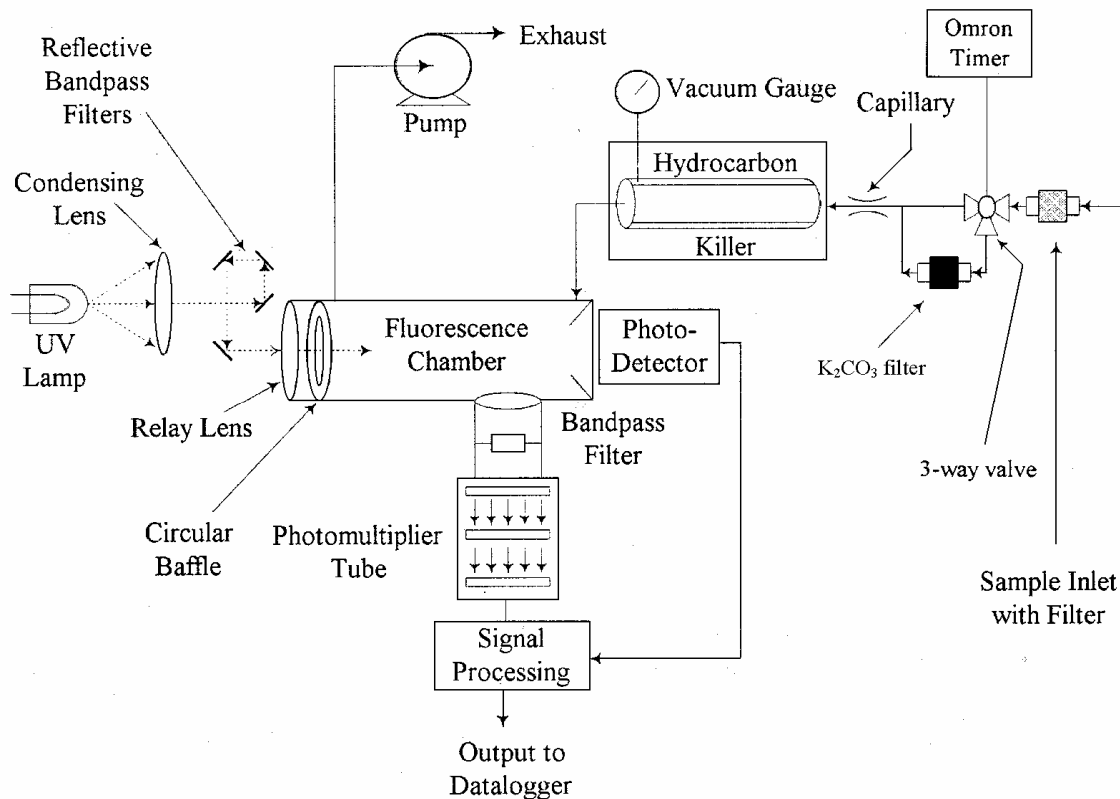 Reflective
Bandpass
Filters
Exhaust
Pump
Vacuum Gauge
Omron
Timer
Capillary
Condensing
Lens
Hydrocarbon
Killer
UV
Lamp
Fluorescence
Chamber
Photo-
Detector
K₂CO₃ filter
Relay Lens
Bandpass
Filter
3-way valve
Circular
Baffle
Photomultiplier
Tube
Sample Inlet
with Filter
Signal
Processing
Output to
Datalogger